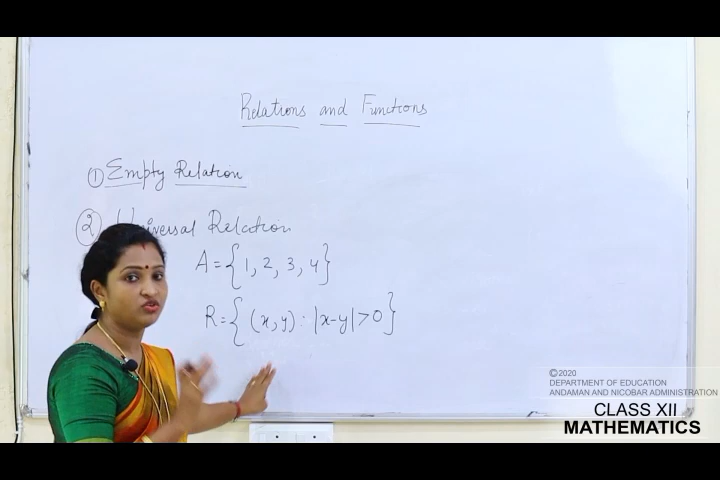 Relations and Functions
① Empty Relation
② Universal Relation
A = {1, 2, 3, 4}
R = {(x, y) : |x-y| > 0}
©2020
DEPARTMENT OF EDUCATION
ANDAMAN AND NICOBAR ADMINISTRATION
CLASS XII
MATHEMATICS